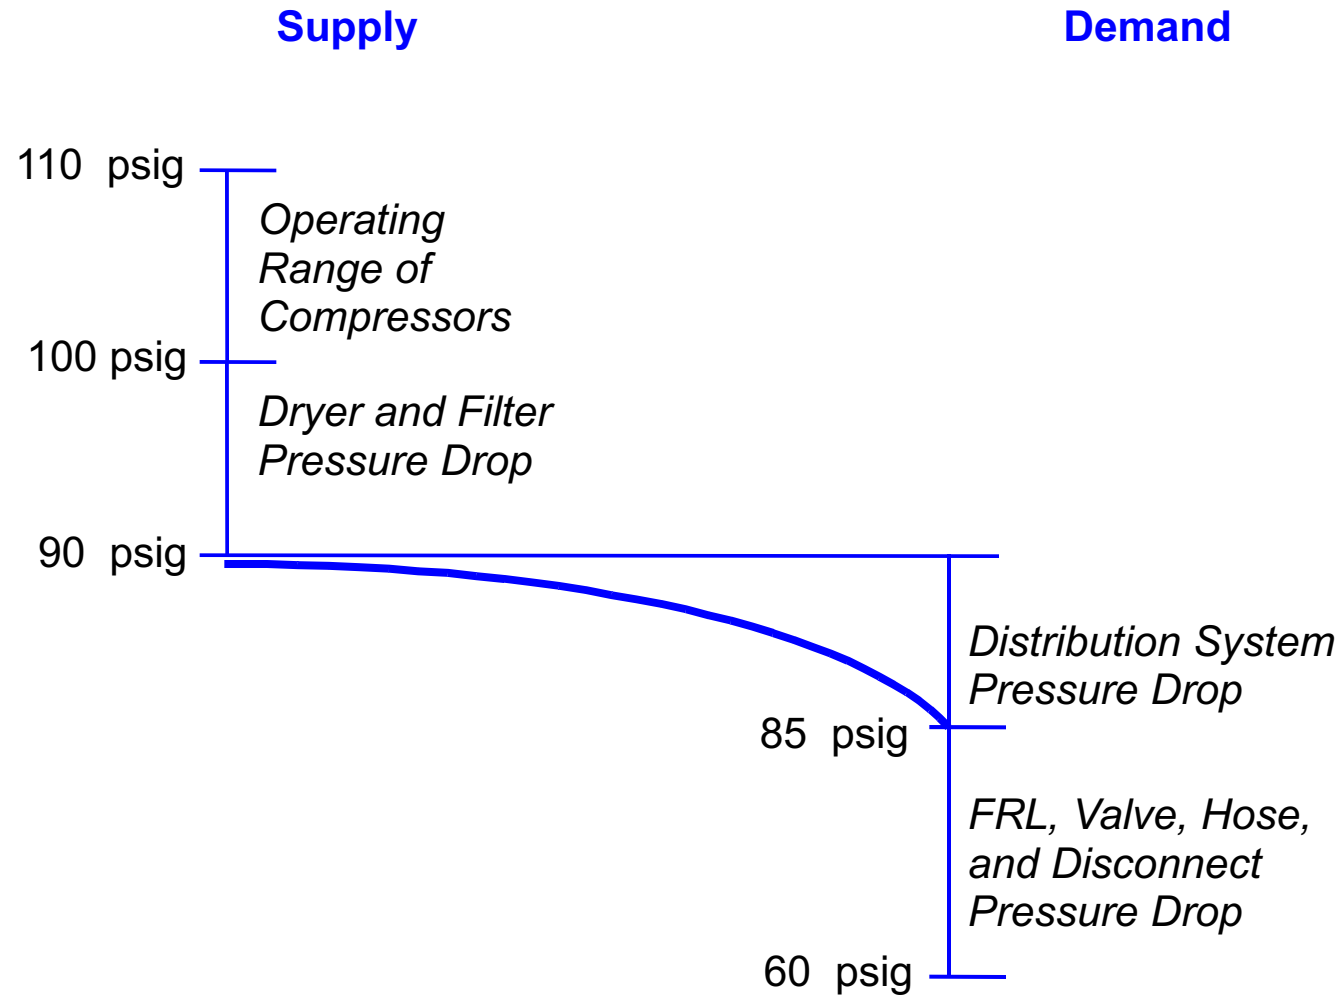 Supply
Demand
110 psig
Operating
Range of
Compressors
100 psig
Dryer and Filter
Pressure Drop
90 psig
Distribution System
Pressure Drop
85 psig
FRL, Valve, Hose,
and Disconnect
Pressure Drop
60 psig